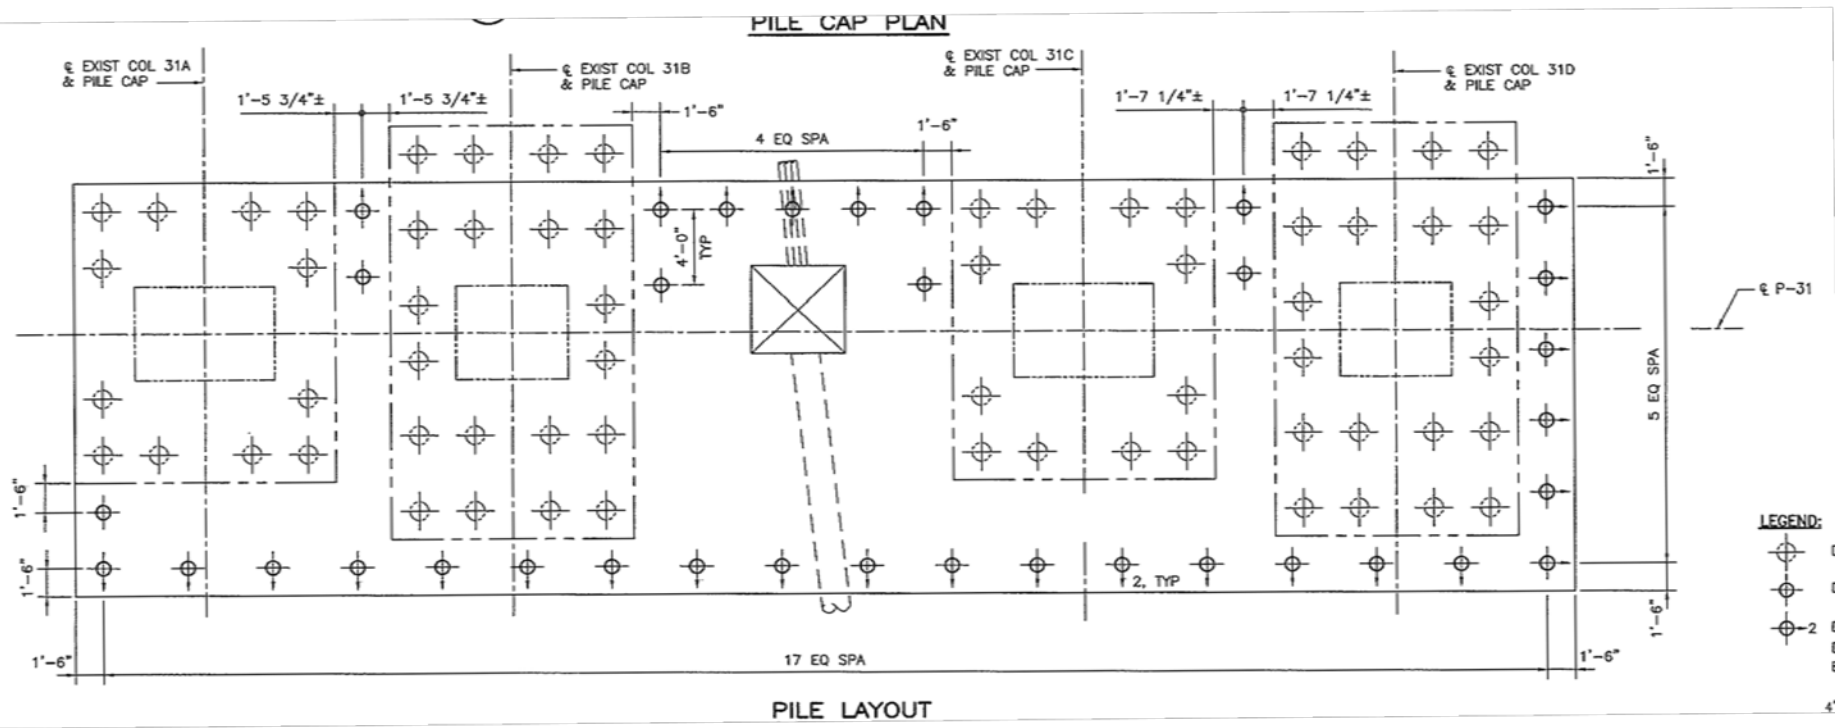 PILE CAP PLAN
℄ EXIST COL 31A
& PILE CAP
℄ EXIST COL 31B
& PILE CAP
℄ EXIST COL 31C
& PILE CAP
℄ EXIST COL 31D
& PILE CAP
1'-5 3/4"±
1'-5 3/4"±
1'-6"
4 EQ SPA
1'-6"
1'-7 1/4"±
1'-7 1/4"±
1'-6"
4'-0"
TYP
℄ P-31
5 EQ SPA
1'-6"
1'-6"
2, TYP
1'-6"
LEGEND:
2
1'-6"
17 EQ SPA
1'-6"
PILE LAYOUT